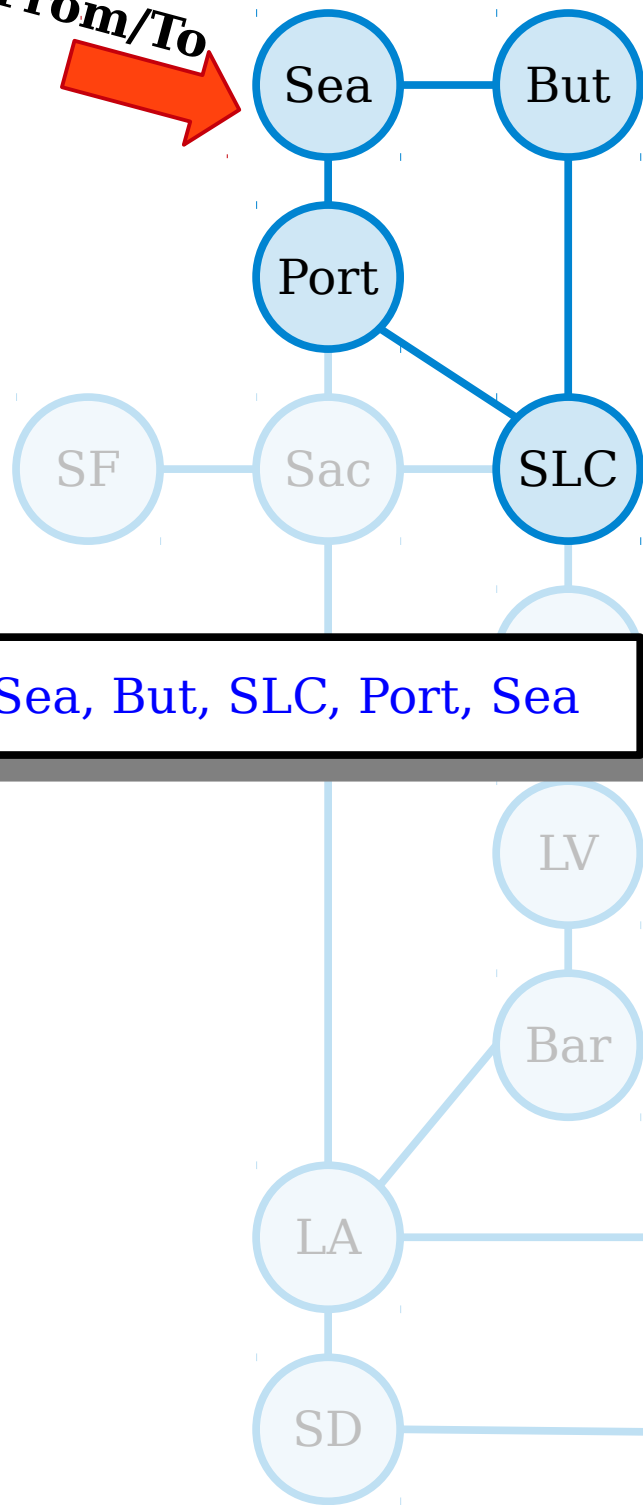 From/To
Sea But
Port
SF Sac SLC
Sea, But, SLC, Port, Sea
LV
Bar
LA
SD